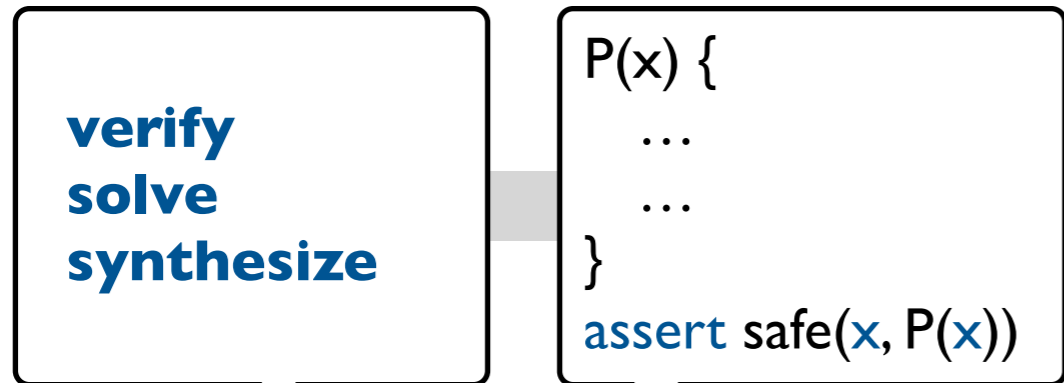 verify
solve
synthesize
P(x) {
…
…
}
assert safe(x, P(x))